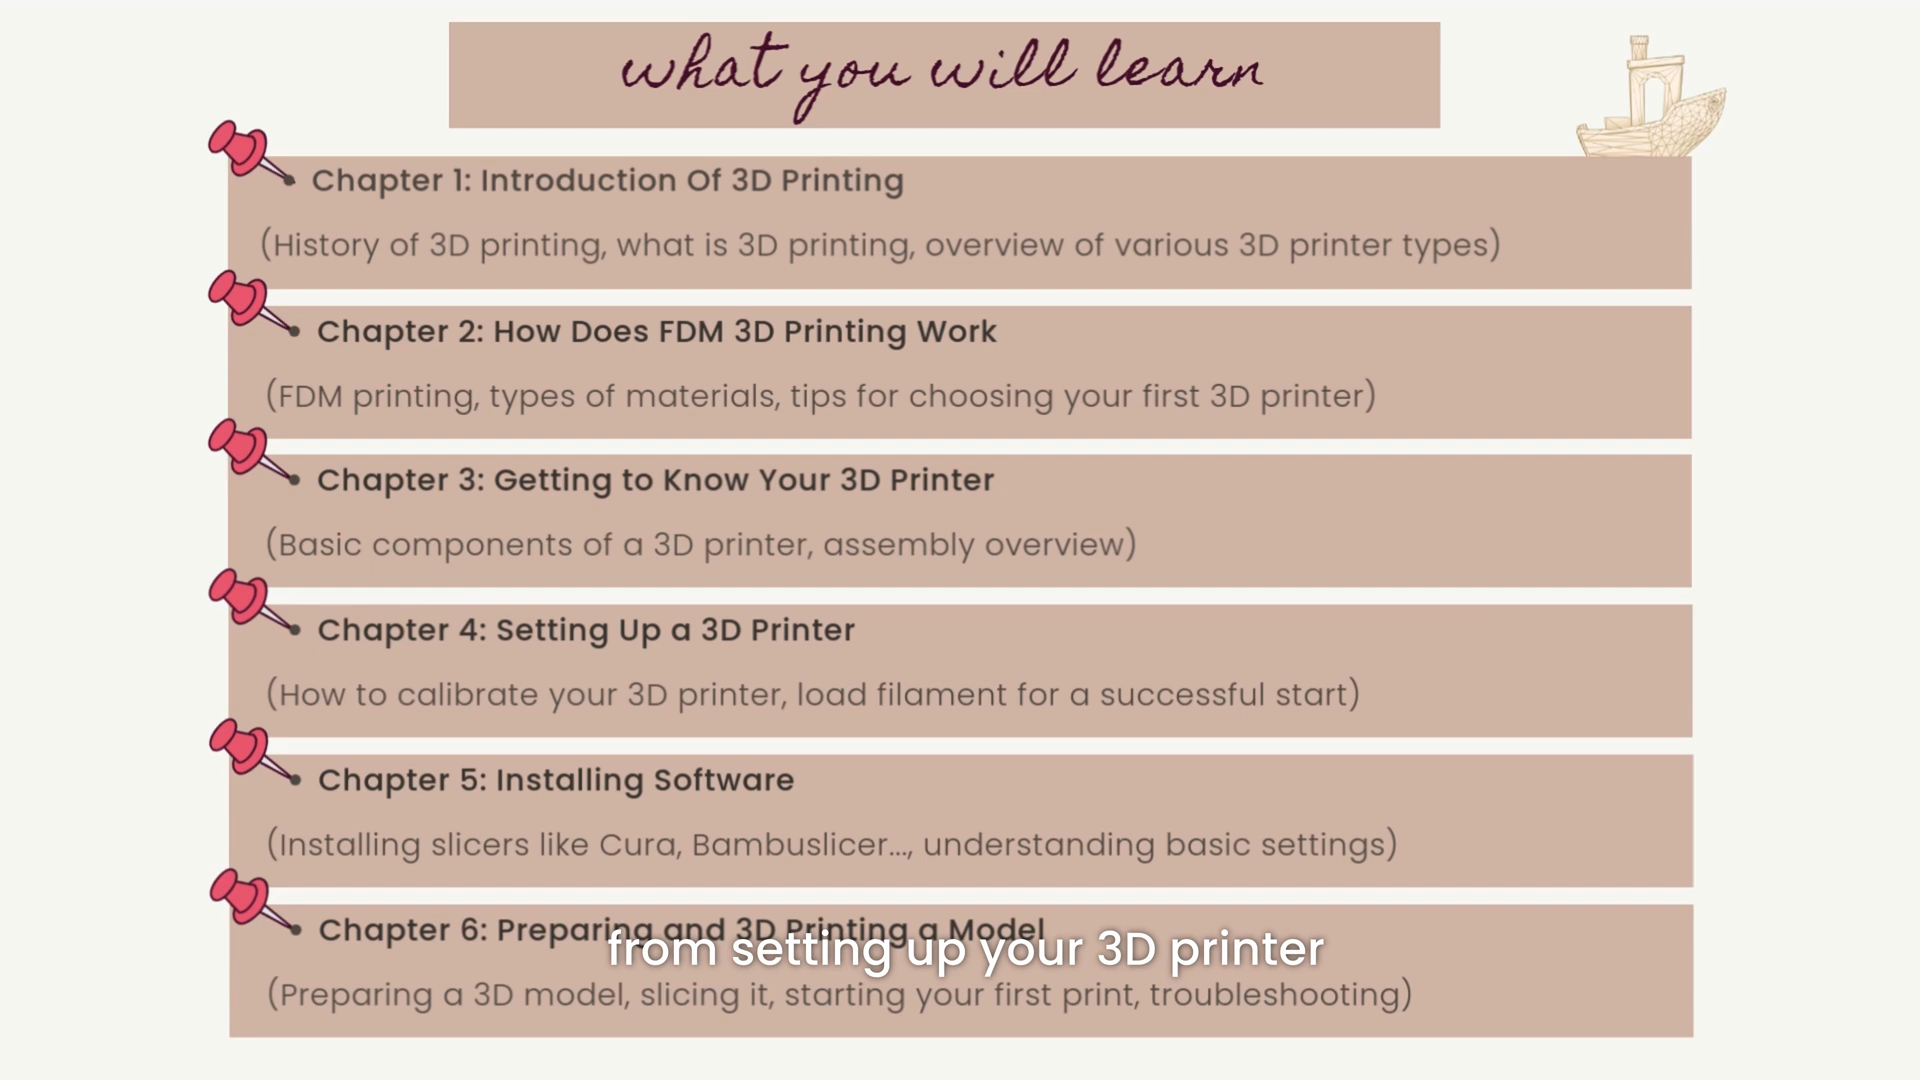 what you will learn
Chapter 1: Introduction Of 3D Printing
(History of 3D printing, what is 3D printing, overview of various 3D printer types)
Chapter 2: How Does FDM 3D Printing Work
(FDM printing, types of materials, tips for choosing your first 3D printer)
Chapter 3: Getting to Know Your 3D Printer
(Basic components of a 3D printer, assembly overview)
Chapter 4: Setting Up a 3D Printer
(How to calibrate your 3D printer, load filament for a successful start)
Chapter 5: Installing Software
(Installing slicers like Cura, Bambuslicer..., understanding basic settings)
Chapter 6: Preparing and 3D Printing a Model
from setting up your 3D printer
(Preparing a 3D model, slicing it, starting your first print, troubleshooting)